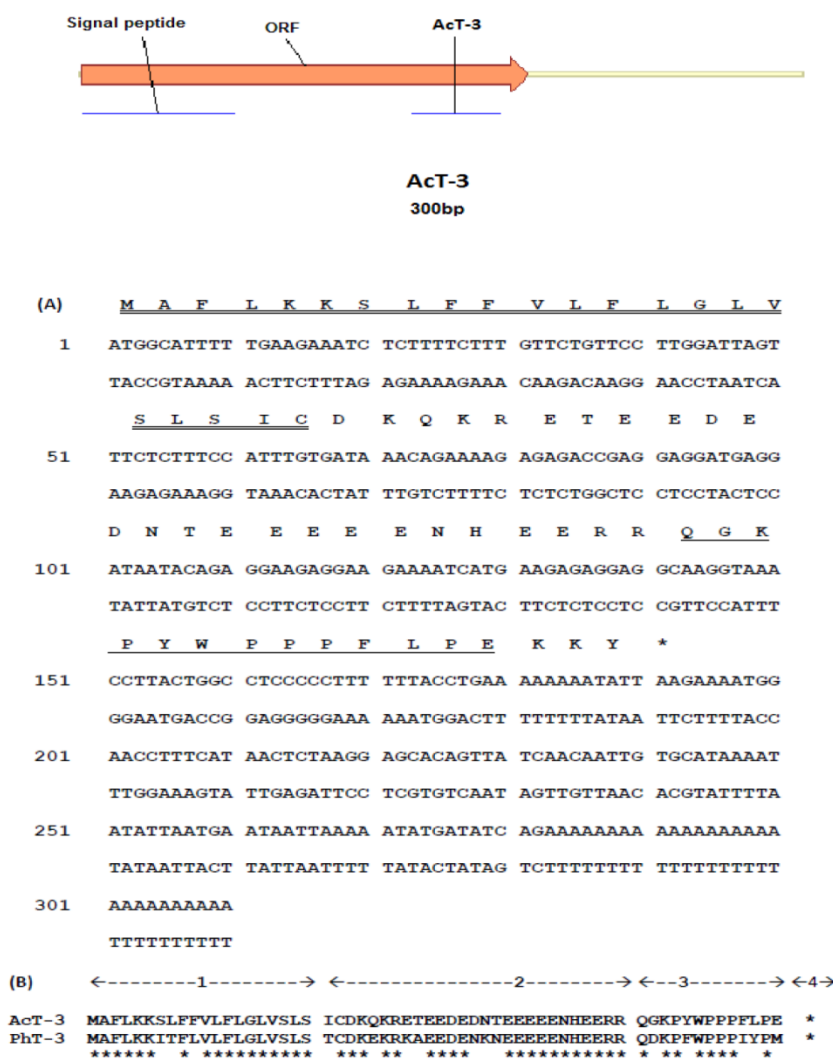 Signal peptide ORF AcT-3
AcT-3
300bp
(A) M A F L K K S L F F V L F L G L V
1 ATGGCATTTT TGAAGAAATC TCTTTTCTTT GTTCTGTTCC TTGGATTAGT
TACCGTAAAA ACTTCTTTAG AGAAAAGAAA CAAGACAAGG AACCTAATCA
S L S I C D K Q K R E T E E D E
51 TTCTCTTTCC ATTTGTGATA AACAGAAAAG AGAGACCGAG GAGGATGAGG
AAGAGAAAGG TAAACACTAT TTGTCTTTTC TCTCTGGCTC CTCCTACTCC
D N T E E E E E N H E E R R Q G K
101 ATAATACAGA GGAAGAGGAA GAAAATCATG AAGAGAGGAG GCAAGGTAAA
TATTATGTCT CCTTCTCCTT CTTTTAGTAC TTCTCTCCTC CGTTCCATTT
P Y W P P P F L P E K K Y *
151 CCTTACTGGC CTCCCCCTTT TTTACCTGAA AAAAAATATT AAGAAAATGG
GGAATGACCG GAGGGGGAAA AAATGGACTT TTTTTTATAA TTCTTTTACC
201 AACCTTTCAT AACTCTAAGG AGCACAGTTA TCAACAATTG TGCATAAAAT
TTGGAAAGTA TTGAGATTCC TCGTGTCAAT AGTTGTTAAC ACGTATTTTA
251 ATATTAATGA ATAATTAAAA ATATGATATC AGAAAAAAAA AAAAAAAAAA
TATAATTACT TATTAATTTT TATACTATAG TCTTTTTTTT TTTTTTTTTT
301 AAAAAAAAAA
TTTTTTTTTT
(B) ←--------1--------→ ←--------------2--------→ ←---3-----→ ←4→
AcT-3 MAFLKKSLFFVLFLGLVSLS ICDKQKRETEEDEDNTEEEEENHEERR QGKPYWPPPFLPE *
PhT-3 MAFLKKITFLVLFLGLVSLS TCDKEKRKAEEDENKNEEEEENHEERR QDKPFWPPPIYPM *
****** * ********** *** ** **** *********** * ** **** * *